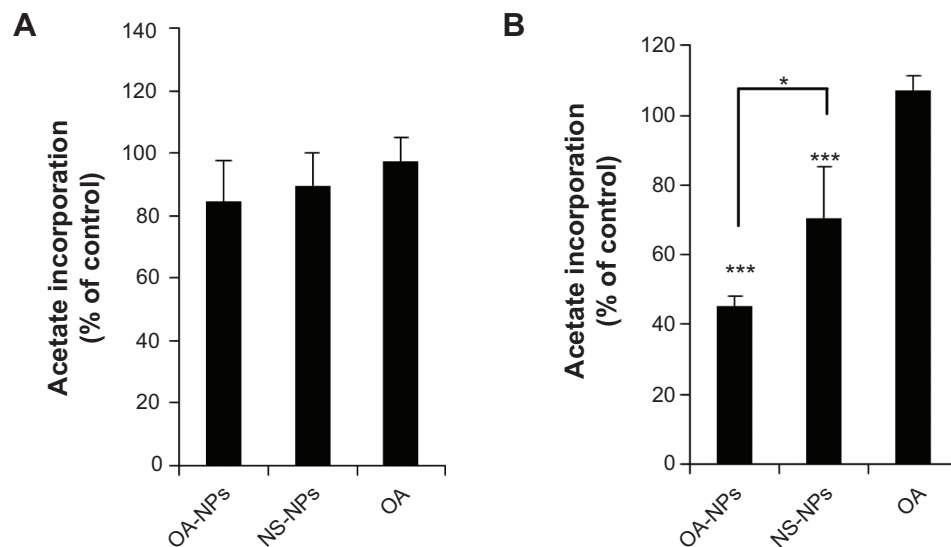 A
Acetate incorporation
(% of control)
140
120
100
80
60
40
20
0
OA-NPs
NS-NPs
OA
B
Acetate incorporation
(% of control)
120
100
80
60
40
20
0
*
***
***
OA-NPs
NS-NPs
OA